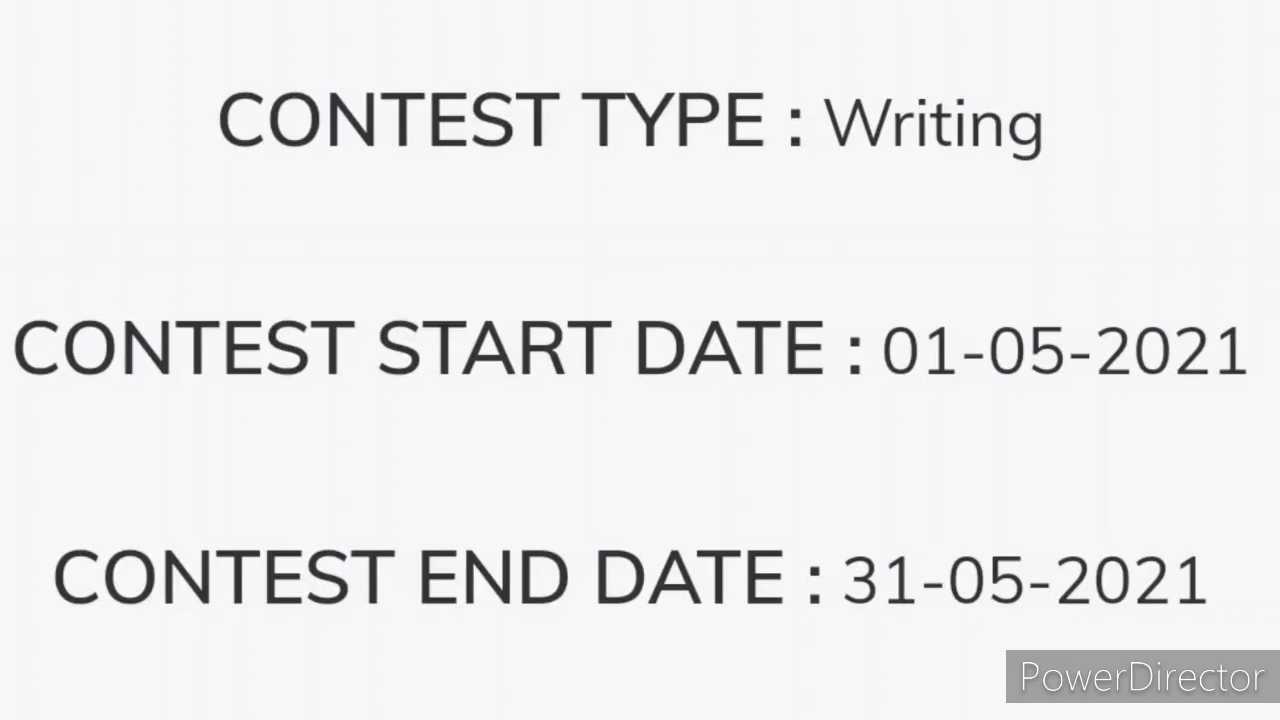 CONTEST TYPE : Writing
CONTEST START DATE : 01-05-2021
CONTEST END DATE : 31-05-2021
PowerDirector